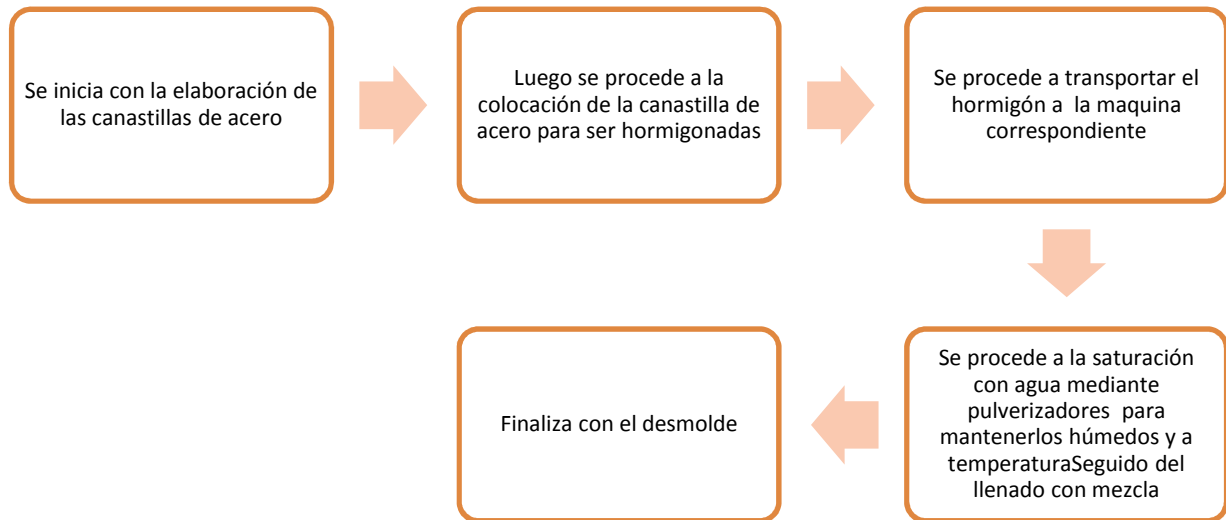 Se inicia con la elaboración de
las canastillas de acero
Luego se procede a la
colocación de la canastilla de
acero para ser hormigonadas
Se procede a transportar el
hormigón a la maquina
correspondiente
Se procede a la saturación
con agua mediante
pulverizadores para
mantenerlos húmedos y a
temperaturaSeguido del
llenado con mezcla
Finaliza con el desmolde